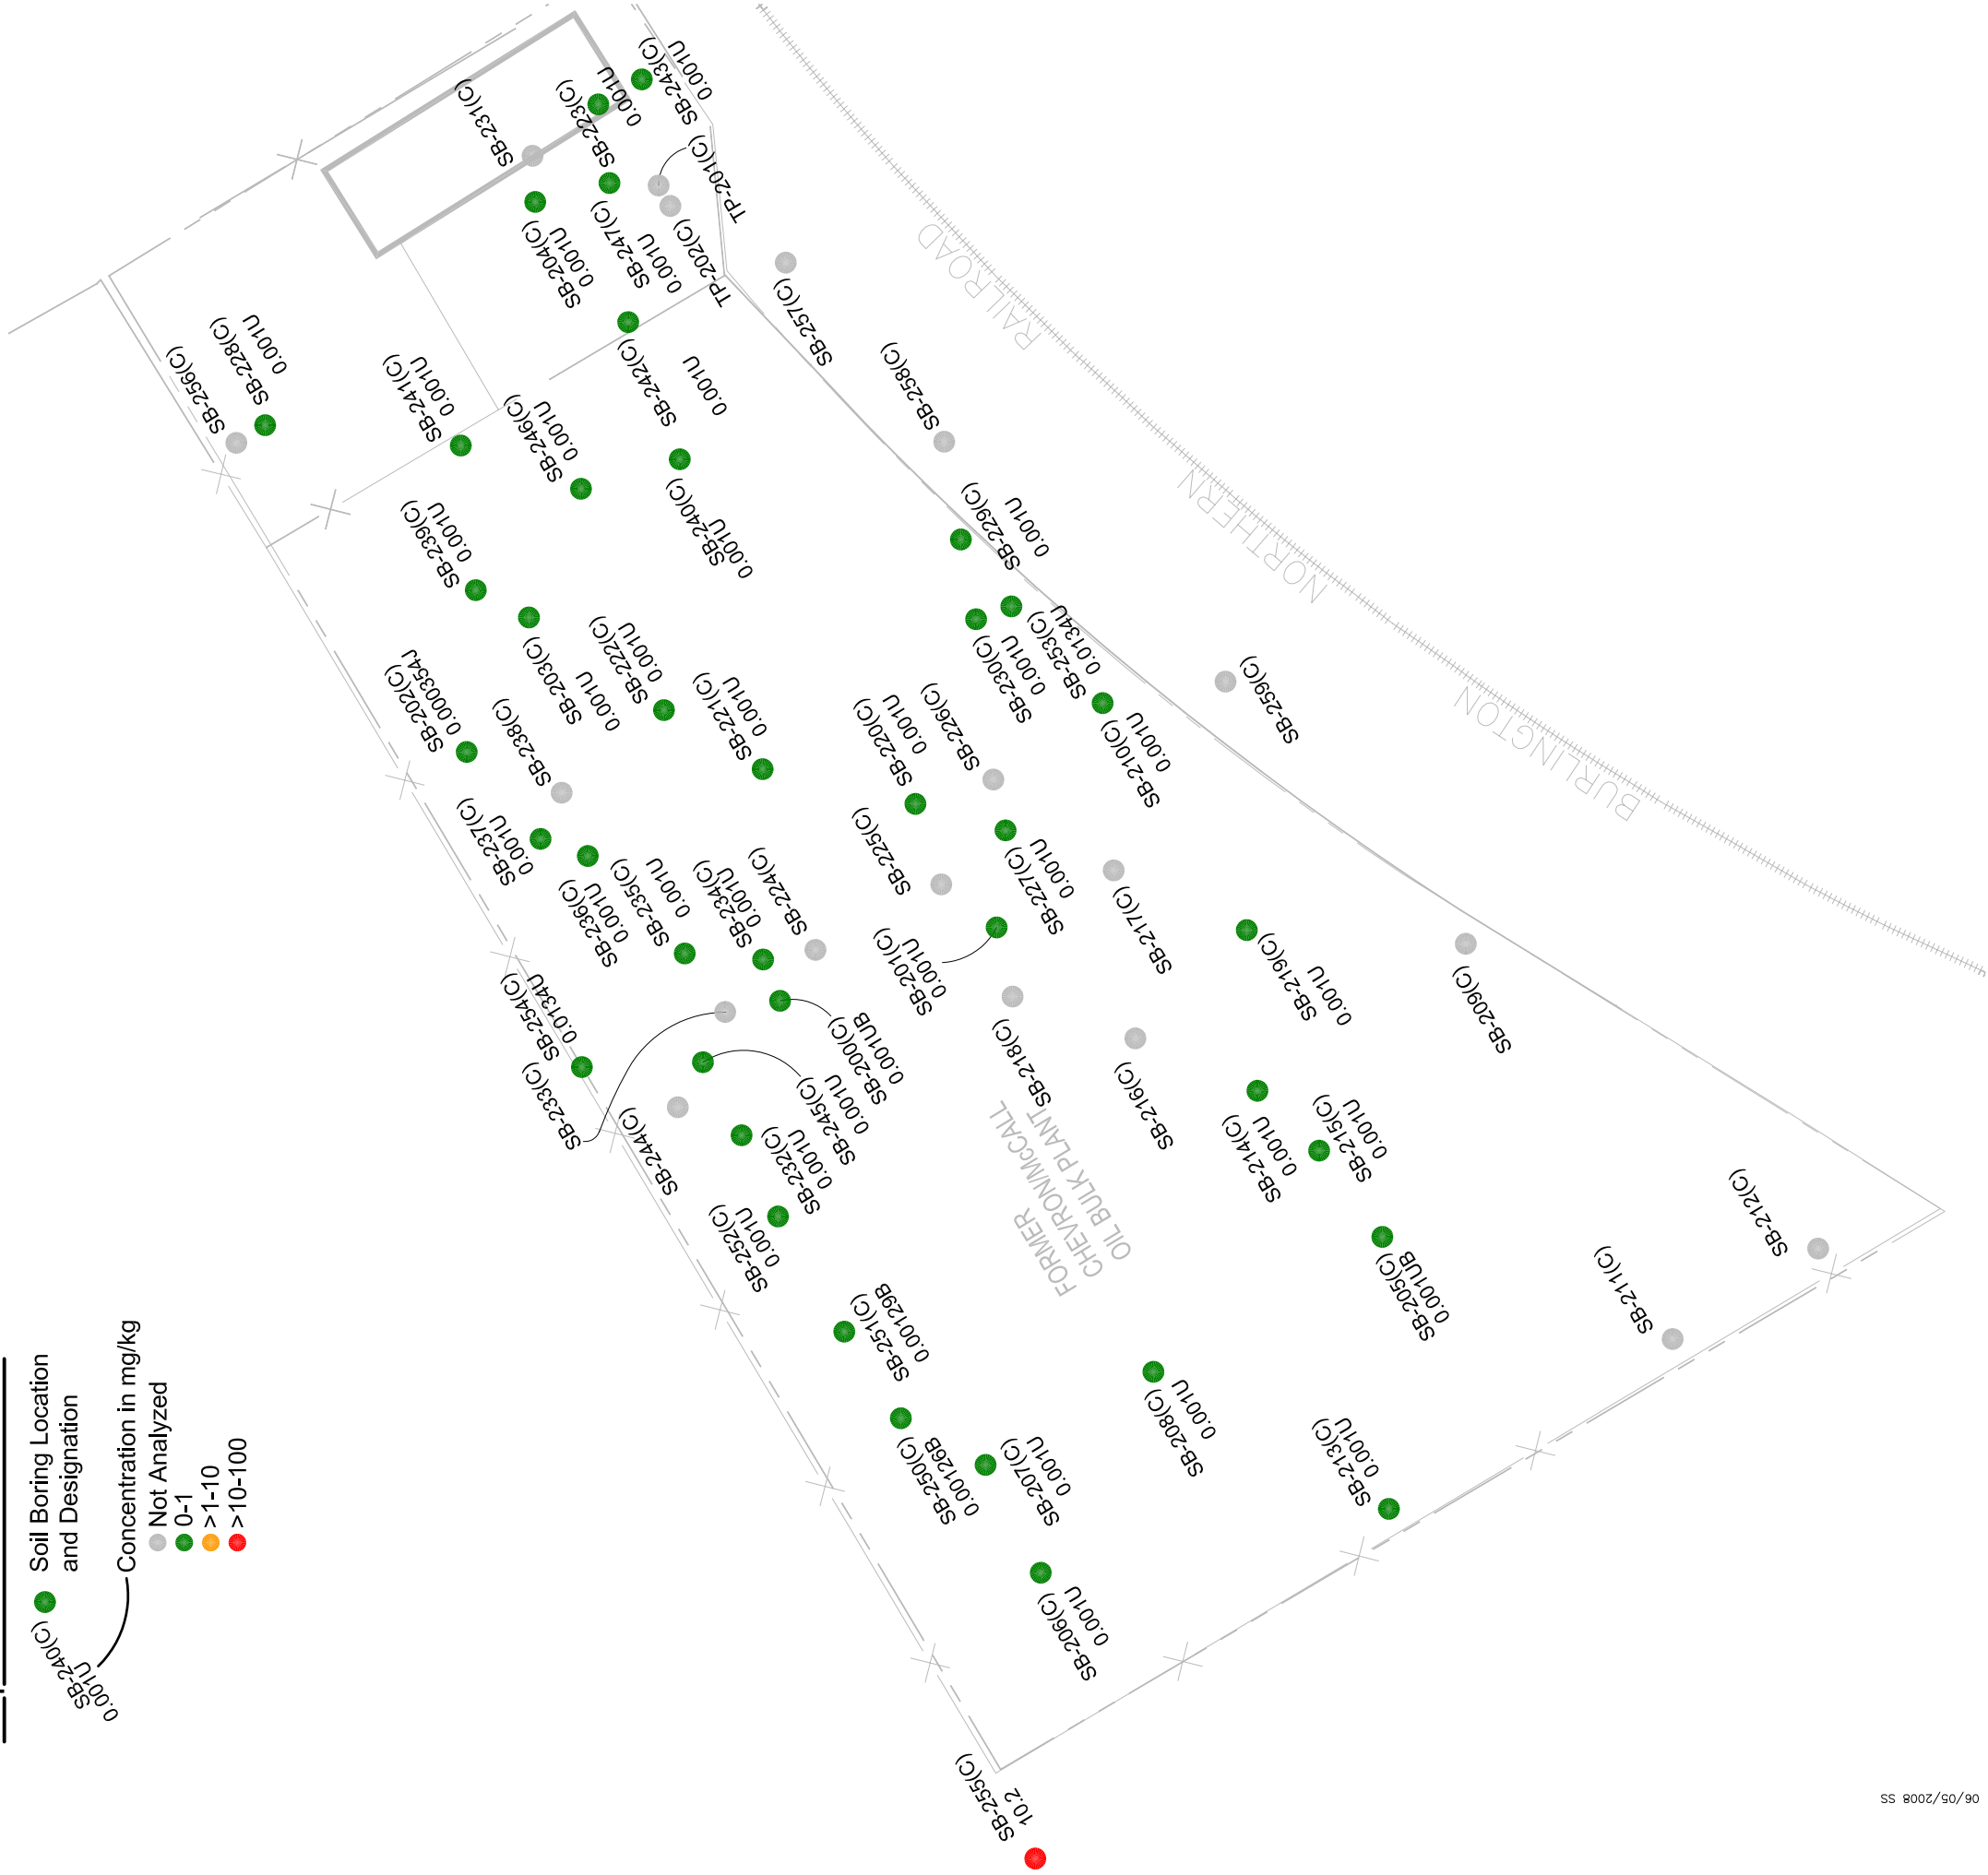 SB-231(C)
SB-223(C)
0.001U
SB-243(C)
0.001U
TP-201(C)
TP-202(C)
SB-204(C)
0.001U
SB-247(C)
0.001U
SB-257(C)
RAILROAD
SB-256(C)
SB-228(C)
0.001U
SB-241(C)
0.001U
SB-246(C)
0.001U
SB-242(C)
0.001U
SB-258(C)
SB-240(C)
0.001U
SB-239(C)
0.001U
SB-229(C)
0.001U
NORTHERN
SB-202(C)
0.000354J
SB-203(C)
0.001U
SB-222(C)
0.001U
SB-221(C)
0.001U
SB-230(C)
0.001U
SB-253(C)
0.0134U
SB-259(C)
BURLINGTON
SB-238(C)
SB-220(C)
0.001U
SB-226(C)
SB-210(C)
0.001U
SB-237(C)
0.001U
SB-236(C)
0.001U
SB-235(C)
0.001U
SB-234(C)
0.001U
SB-224(C)
SB-225(C)
SB-227(C)
0.001U
SB-217(C)
SB-201(C)
0.001U
SB-219(C)
0.001U
SB-209(C)
SB-254(C)
0.0134U
SB-233(C)
SB-200(C)
0.001UB
SB-245(C)
0.001U
SB-244(C)
SB-232(C)
0.001U
SB-218(C)
SB-216(C)
SB-214(C)
0.001U
SB-215(C)
0.001U
SB-252(C)
0.001U
FORMER
CHEVRON/McCALL
OIL BULK PLANT
SB-212(C)
SB-211(C)
SB-205(C)
0.001UB
SB-251(C)
0.00129B
SB-250(C)
0.00126B
SB-207(C)
0.001U
SB-208(C)
0.001U
SB-213(C)
0.001U
SB-206(C)
0.001U
SB-255(C)
10.2
Soil Boring Location
and Designation
SB-240(C)
0.001U
Concentration in mg/kg
Not Analyzed
0-1
>1-10
>10-100
06/05/2008 SS